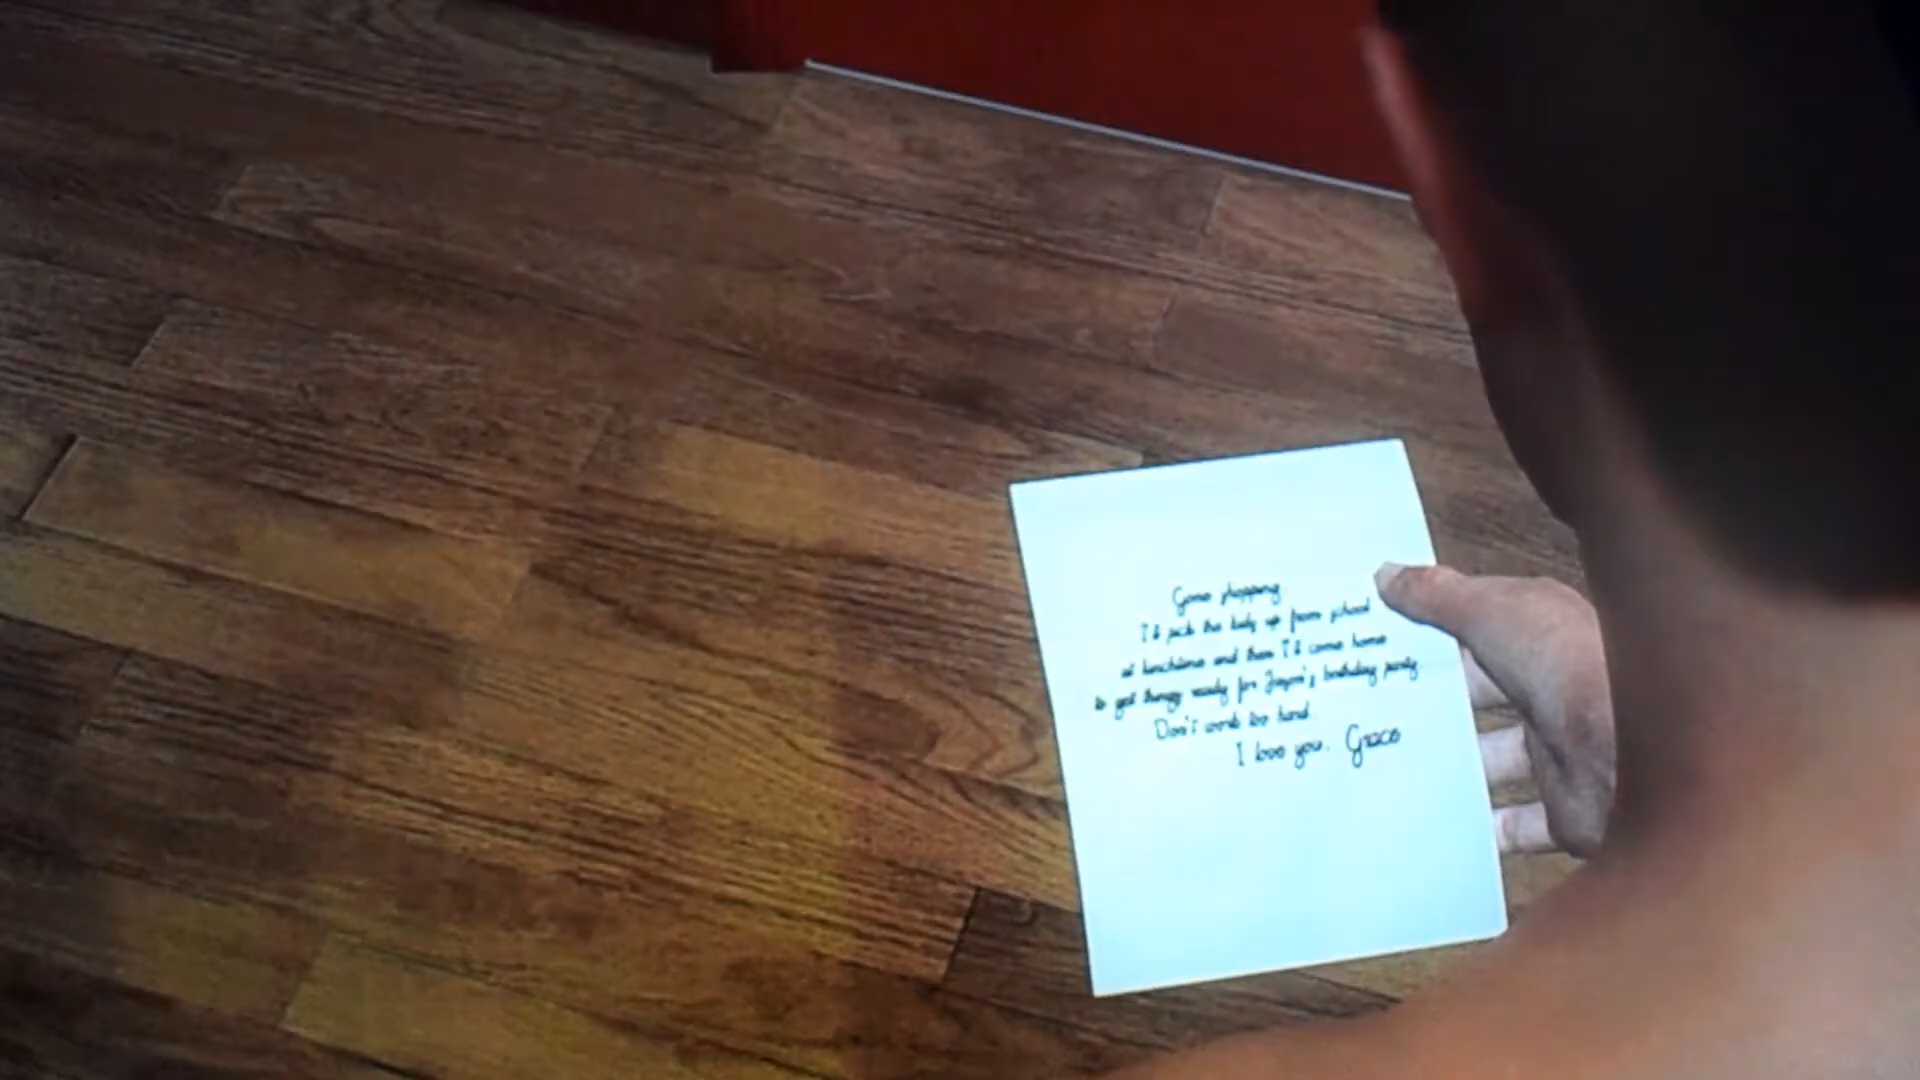 Gone shopping.
I'll pick the kids up from school
at lunchtime and then I'll come home
to get things ready for Jason's birthday party
Don't work too hard.
I love you. Grace